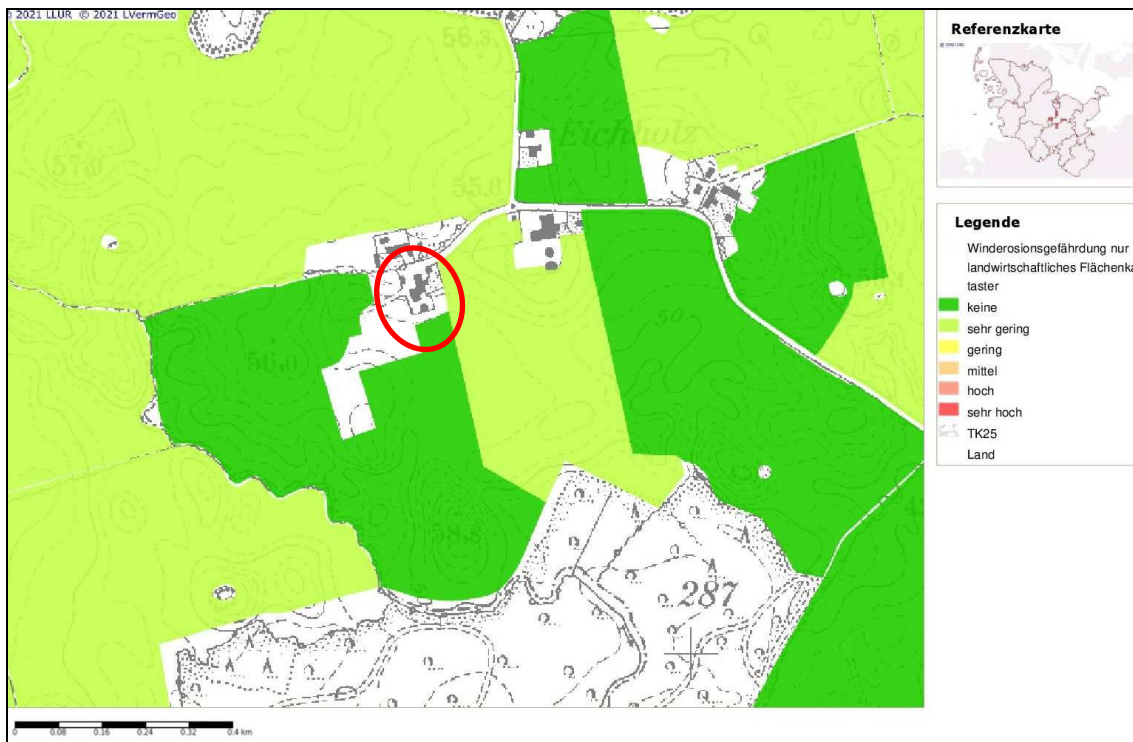 © 2021 LLUR © 2021 LVermGeo
56,3
Eichholz
57,0
55,8
50
56,0
58,8
287
0 0.08 0.16 0.24 0.32 0.4 km
Referenzkarte
Legende
Winderosionsgefährdung nur
landwirtschaftliches Flächenka
taster
keine
sehr gering
gering
mittel
hoch
sehr hoch
TK25
Land